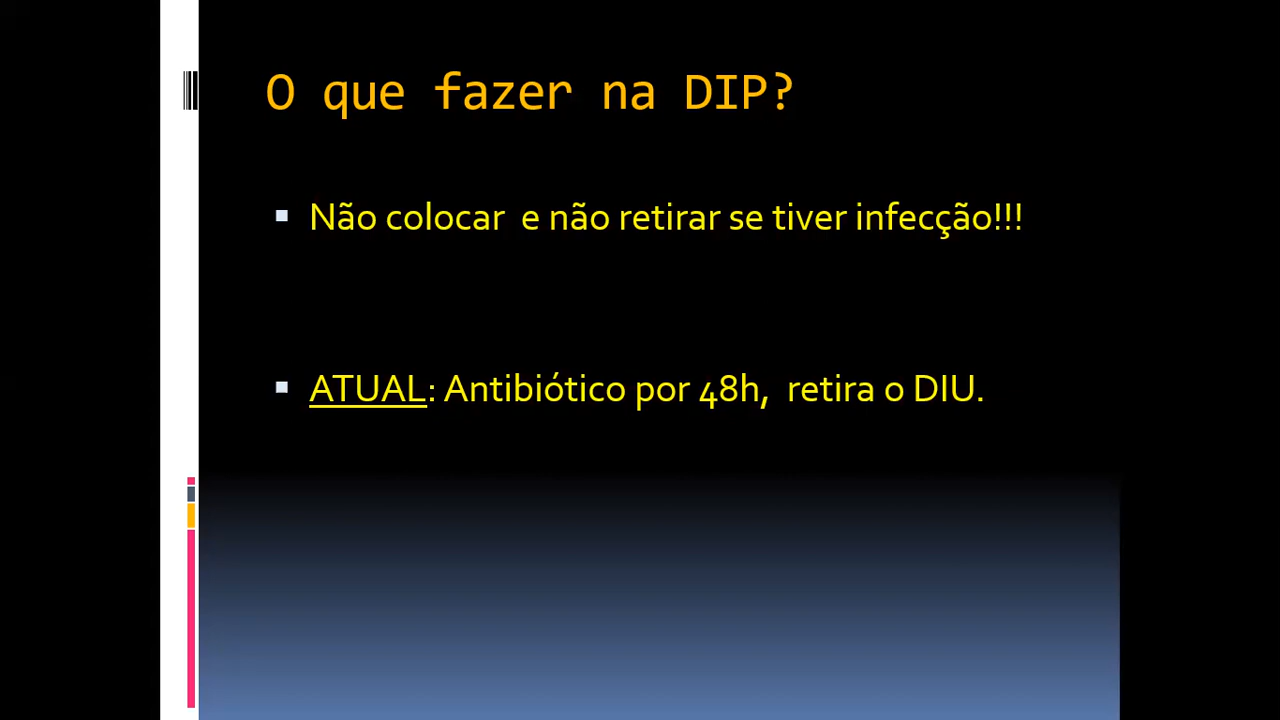 O que fazer na DIP?
Não colocar e não retirar se tiver infecção!!!
ATUAL: Antibiótico por 48h, retira o DIU.